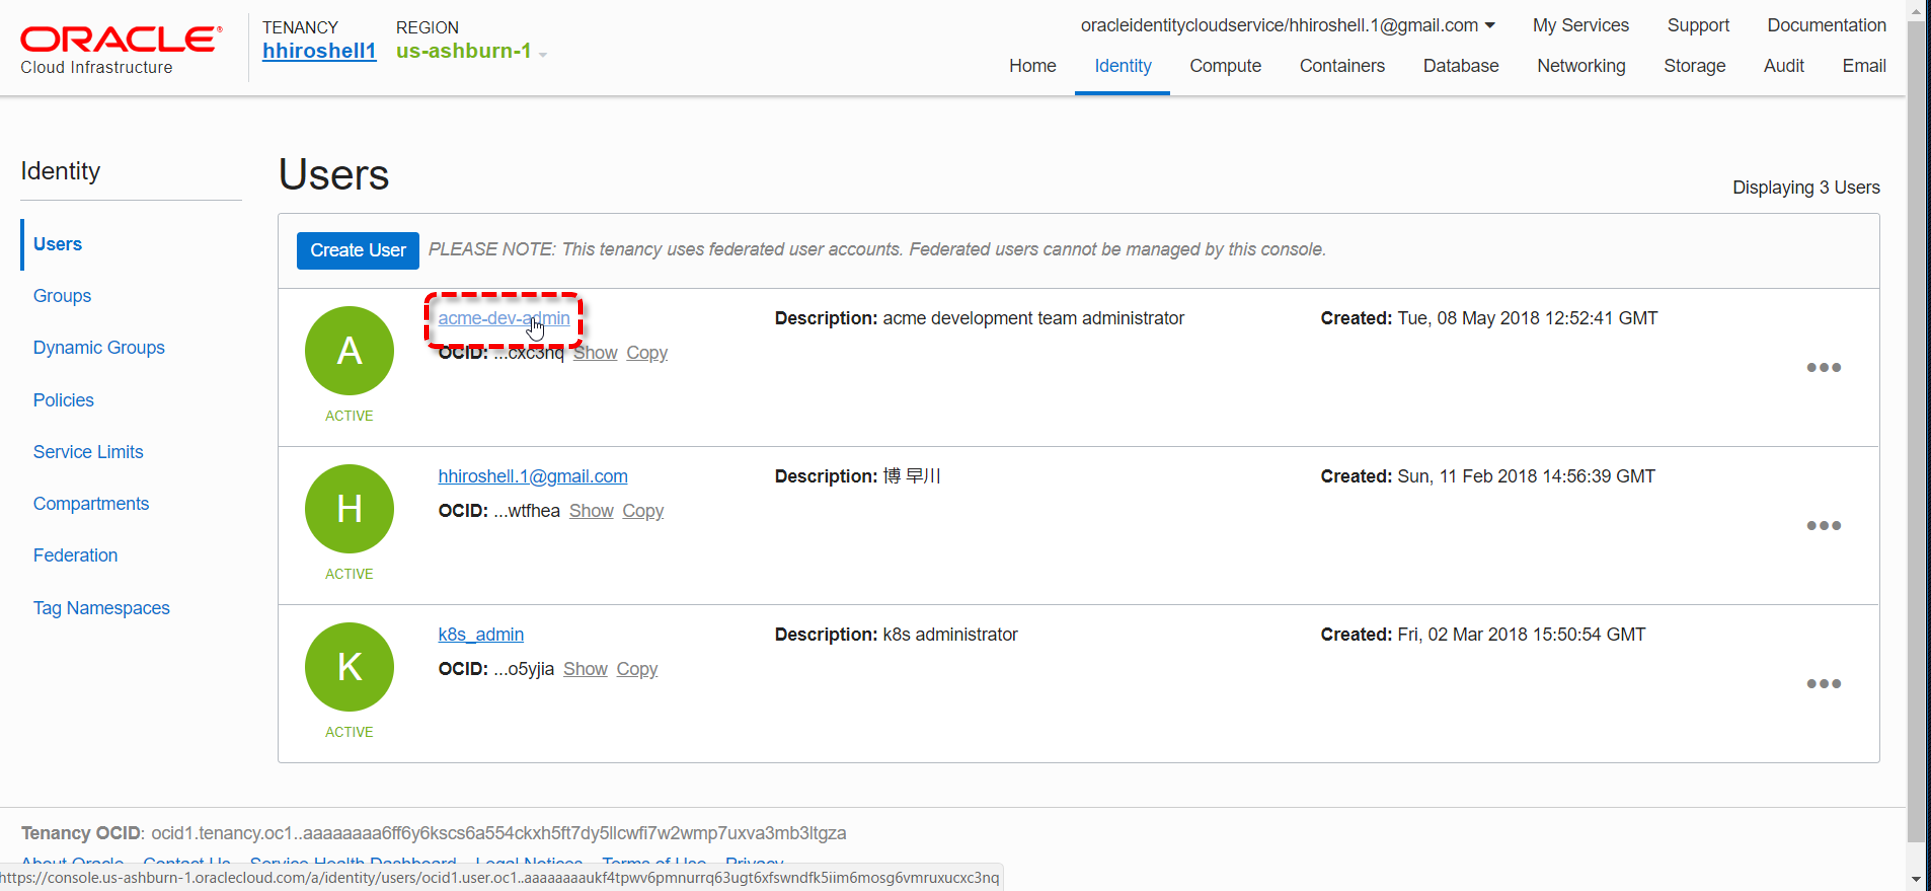 ORACLE®
Cloud Infrastructure
TENANCY
hhiroshell1
REGION
us-ashburn-1
oracleidentitycloudservice/hhiroshell.1@gmail.com
My Services
Support
Documentation
Home
Identity
Compute
Containers
Database
Networking
Storage
Audit
Email
Identity
Users
Groups
Dynamic Groups
Policies
Service Limits
Compartments
Federation
Tag Namespaces
Users
Displaying 3 Users
Create User
PLEASE NOTE: This tenancy uses federated user accounts. Federated users cannot be managed by this console.
A
ACTIVE
acme-dev-admin
OCID: ...cxc3nq Show Copy
Description: acme development team administrator
Created: Tue, 08 May 2018 12:52:41 GMT
H
ACTIVE
hhiroshell.1@gmail.com
OCID: ...wtfhea Show Copy
Description: 博 早川
Created: Sun, 11 Feb 2018 14:56:39 GMT
K
ACTIVE
k8s_admin
OCID: ...o5yjia Show Copy
Description: k8s administrator
Created: Fri, 02 Mar 2018 15:50:54 GMT
Tenancy OCID: ocid1.tenancy.oc1..aaaaaaaa6ff6y6kscs6a554ckxh5ft7dy5llcwfi7w2wmp7uxva3mb3ltgza
About Oracle Contact Us Service Health Dashboard Legal Notices Terms of Use Privacy
https://console.us-ashburn-1.oraclecloud.com/a/identity/users/ocid1.user.oc1..aaaaaaaaukf4tpwv6pmnurrq63ugt6xfswndfk5iim6mosg6vmruxucxc3nq